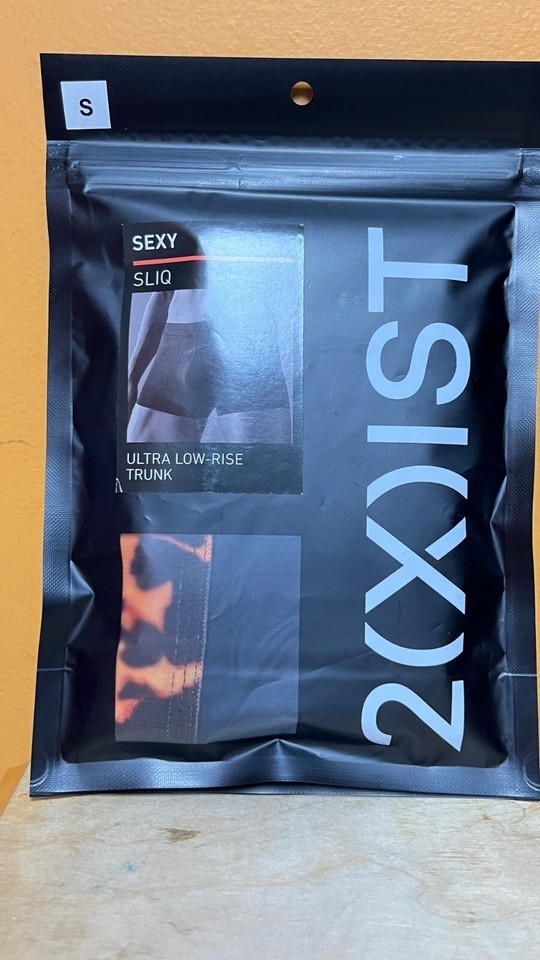 S
SEXY
SLIQ
ULTRA LOW-RISE
TRUNK
2(X)IST